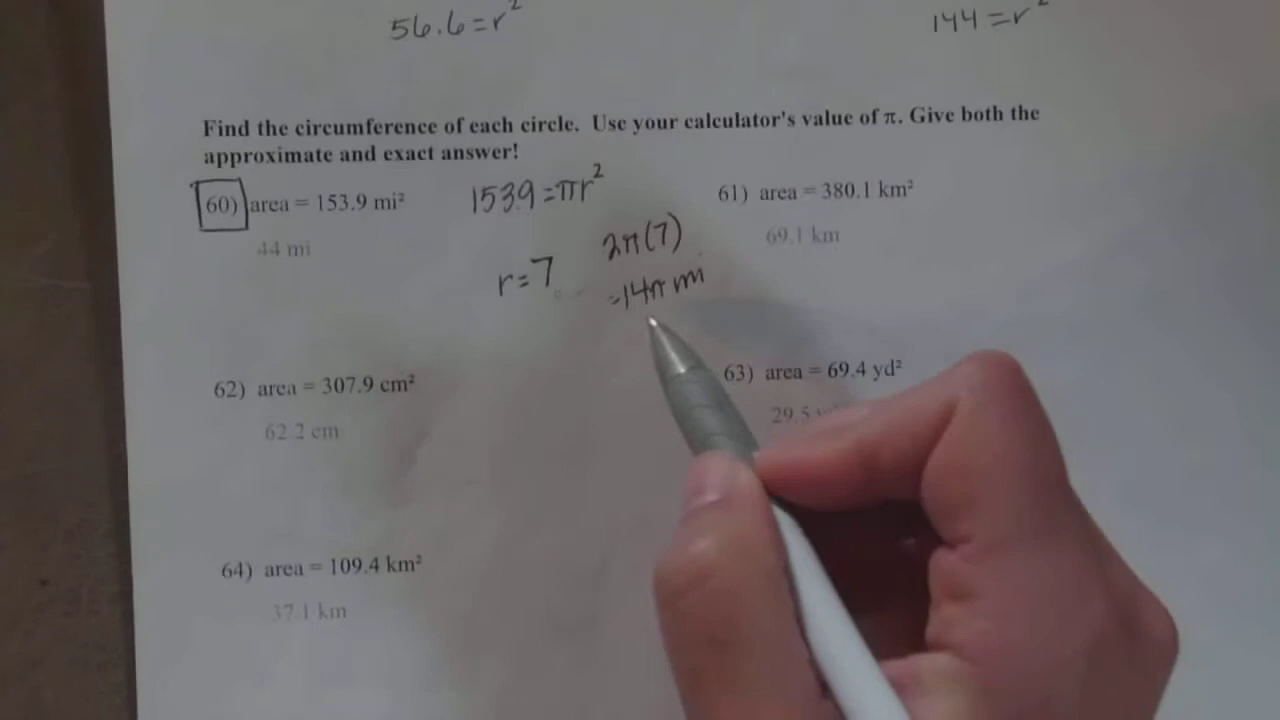 56.6=r²
144=r²
Find the circumference of each circle. Use your calculator's value of π. Give both the
approximate and exact answer!
60) area = 153.9 mi²
1539=πr²
61) area = 380.1 km²
44 mi
r=7
2π(7)
=14π mi
69.1 km
62) area = 307.9 cm²
63) area = 69.4 yd²
62.2 cm
29.5
64) area = 109.4 km²
37.1 km